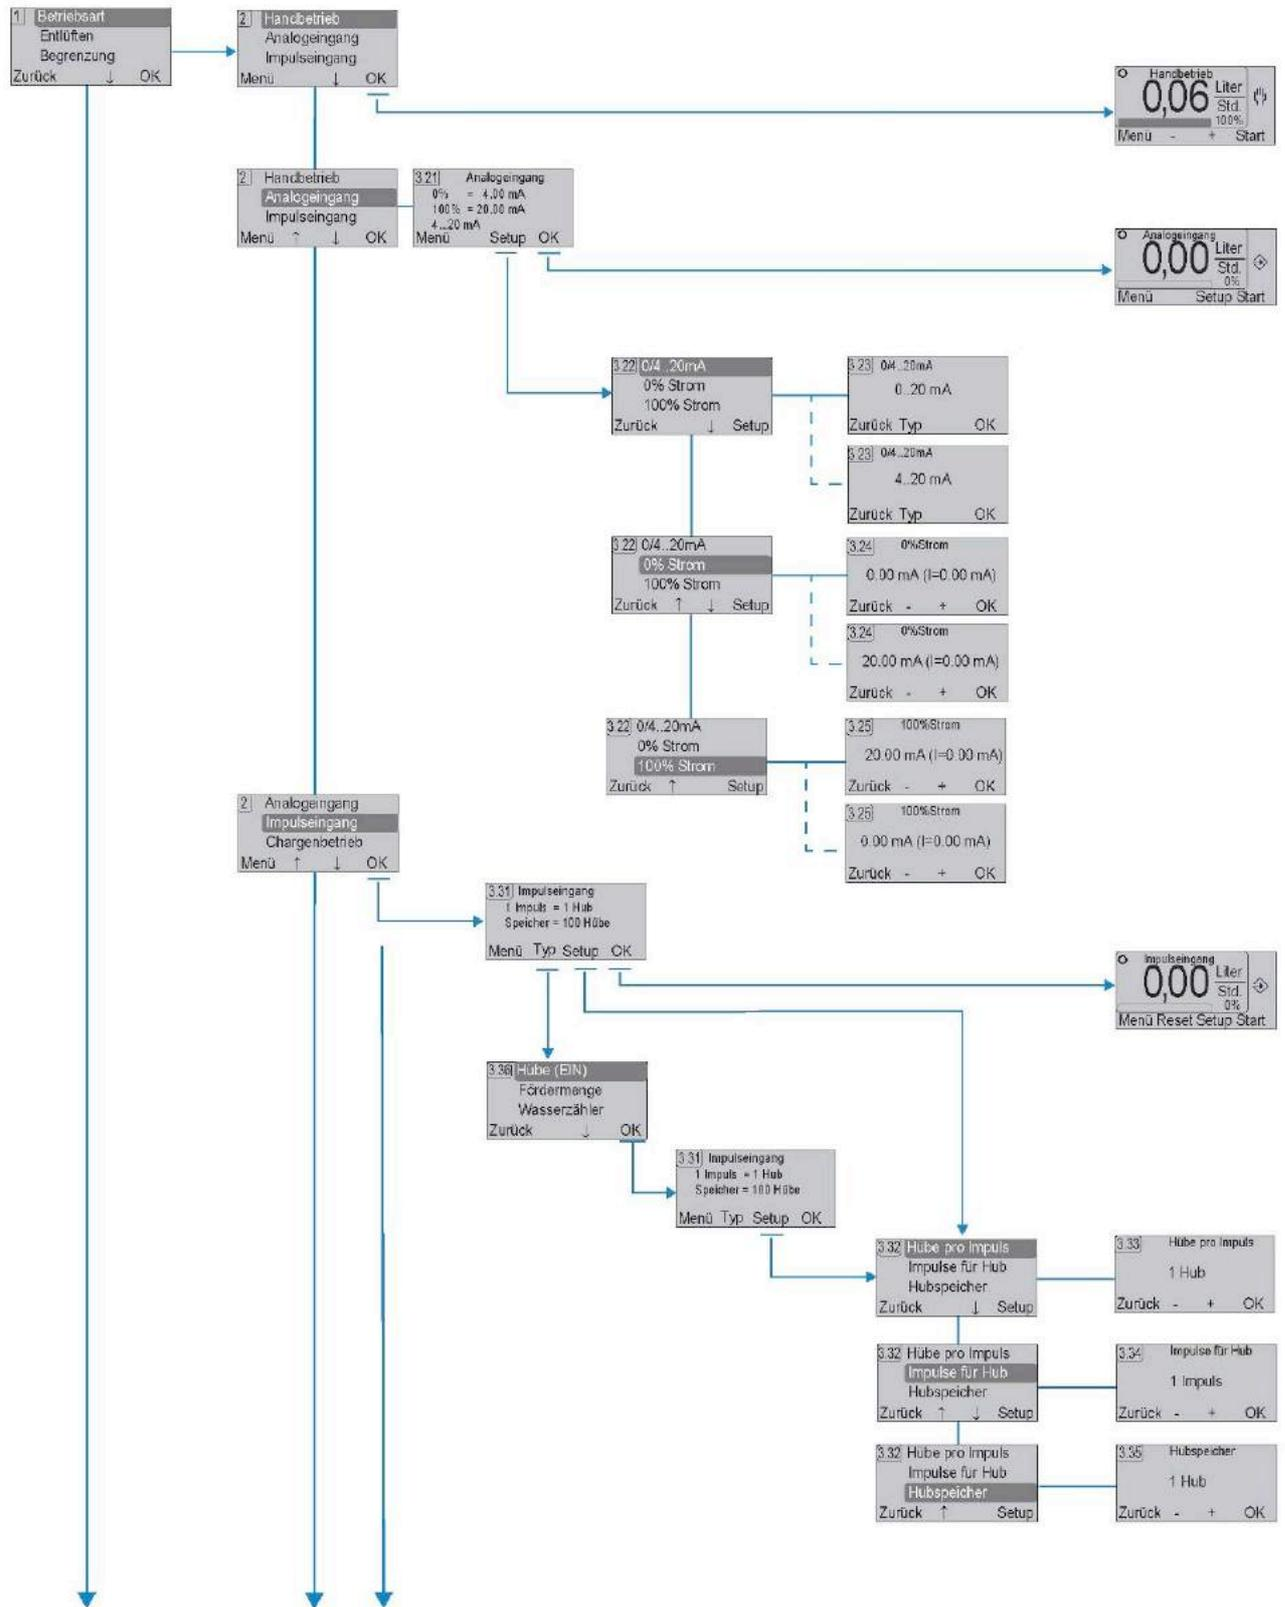 1 Betriebsart
Entlüften
Begrenzung
Zurück ↓ OK
2 Handbetrieb
Analogeingang
Impulseingang
Menü ↓ OK
Handbetrieb
0,06 Liter
Std.
100%
Menü - + Start
2 Handbetrieb
Analogeingang
Impulseingang
Menü ↑ ↓ OK
3.21 Analogeingang
0% = 4.00 mA
100% = 20.00 mA
4...20 mA
Menü Setup OK
Analogeingang
0,00 Liter
Std.
0%
Menü Setup Start
3.22 0/4..20mA
0% Strom
100% Strom
Zurück ↓ Setup
3.23 0/4..20mA
0..20 mA
Zurück Typ OK
3.23 0/4..20mA
4..20 mA
Zurück Typ OK
3.22 0/4..20mA
0% Strom
100% Strom
Zurück ↑ ↓ Setup
3.24 0%Strom
0.00 mA (I=0.00 mA)
Zurück - + OK
3.24 0%Strom
20.00 mA (I=0.00 mA)
Zurück - + OK
3.22 0/4..20mA
0% Strom
100% Strom
Zurück ↑ Setup
3.25 100%Strom
20.00 mA (I=0.00 mA)
Zurück - + OK
3.25 100%Strom
0.00 mA (I=0.00 mA)
Zurück - + OK
2 Analogeingang
Impulseingang
Chargenbetrieb
Menü ↑ ↓ OK
3.31 Impulseingang
1 Impuls = 1 Hub
Speicher = 100 Hübe
Menü Typ Setup OK
Impulseingang
0,00 Liter
Std.
0%
Menü Reset Setup Start
3.36 Hübe (EIN)
Fördermenge
Wasserzähler
Zurück ↓ OK
3.31 Impulseingang
1 Impuls = 1 Hub
Speicher = 100 Hübe
Menü Typ Setup OK
3.32 Hübe pro Impuls
Impulse für Hub
Hubspeicher
Zurück ↓ Setup
3.33 Hübe pro Impuls
1 Hub
Zurück - + OK
3.32 Hübe pro Impuls
Impulse für Hub
Hubspeicher
Zurück ↑ ↓ Setup
3.34 Impulse für Hub
1 Impuls
Zurück - + OK
3.32 Hübe pro Impuls
Impulse für Hub
Hubspeicher
Zurück ↑ Setup
3.35 Hubspeicher
1 Hub
Zurück - + OK